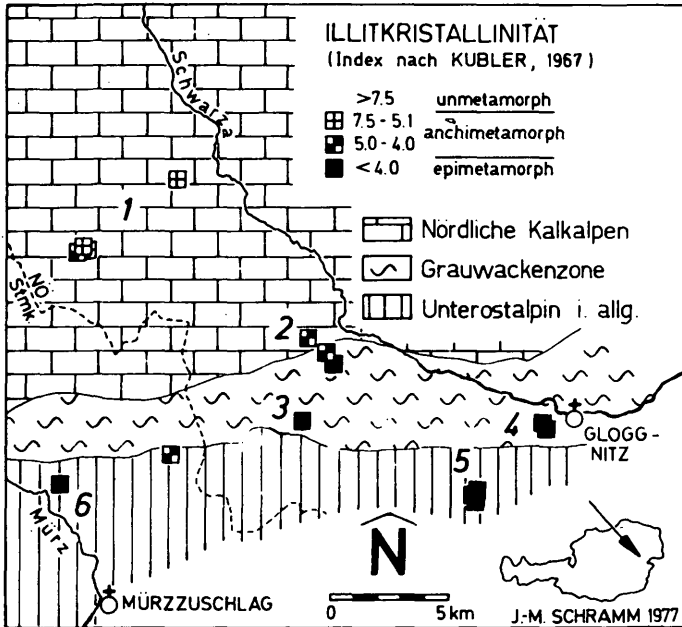 ILLITKRISTALLINITÄT
(Index nach KUBLER, 1967)
>7.5 unmetamorph
7.5 - 5.1 anchimetamorph
5.0 - 4.0
< 4.0 epimetamorph
Nördliche Kalkalpen
Grauwackenzone
Unterostalpin i. allg.
Schwarza
1
NÖ
Stmk.
2
3
4
GLOGG-
NITZ
5
6
Mürz
N
MÜRZZUSCHLAG
0 5 km
J.-M. SCHRAMM 1977